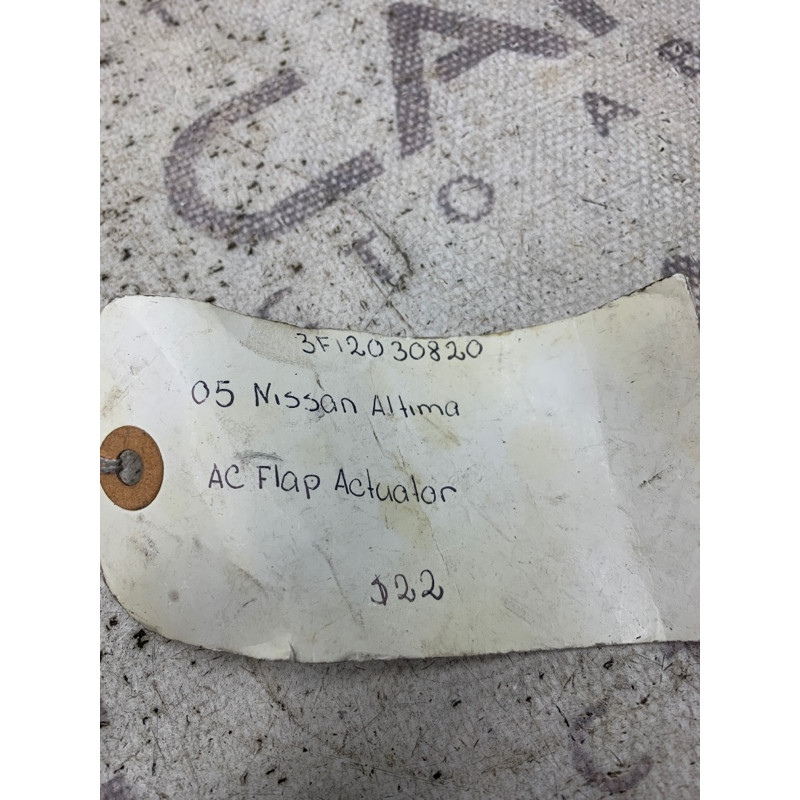 3F12030820
05 Nissan Altima
AC Flap Actuator
$22